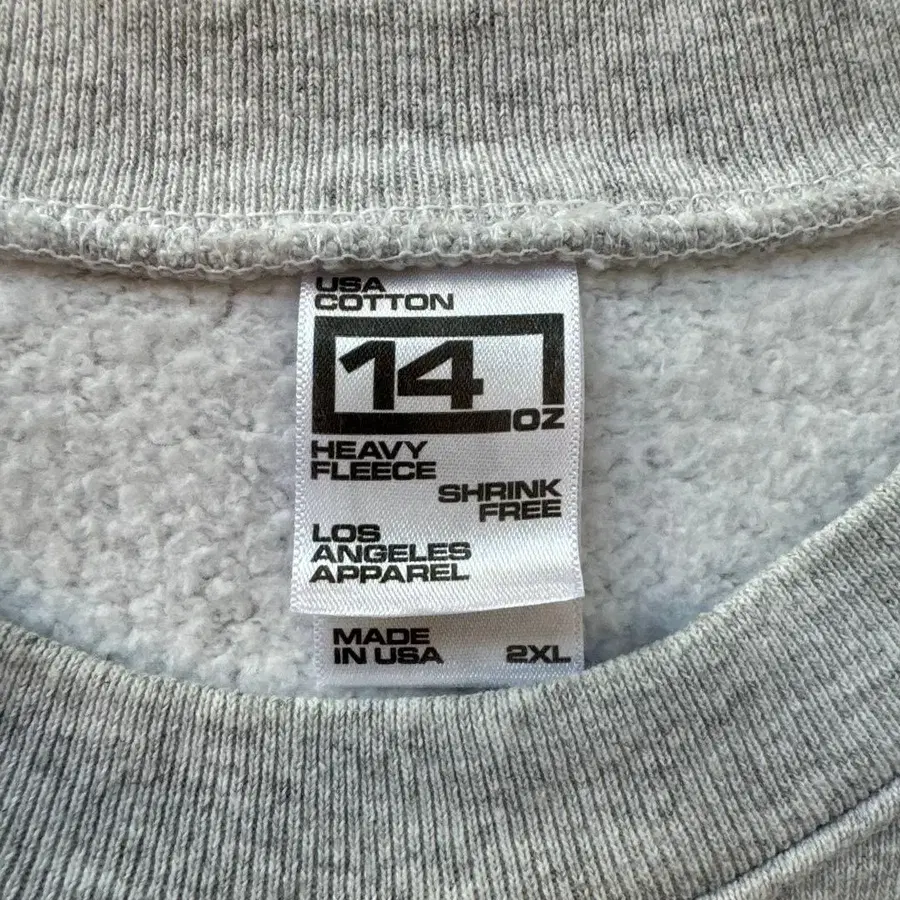 USA
COTTON
14
OZ
HEAVY
FLEECE
SHRINK
FREE
LOS
ANGELES
APPAREL
MADE
IN USA
2XL